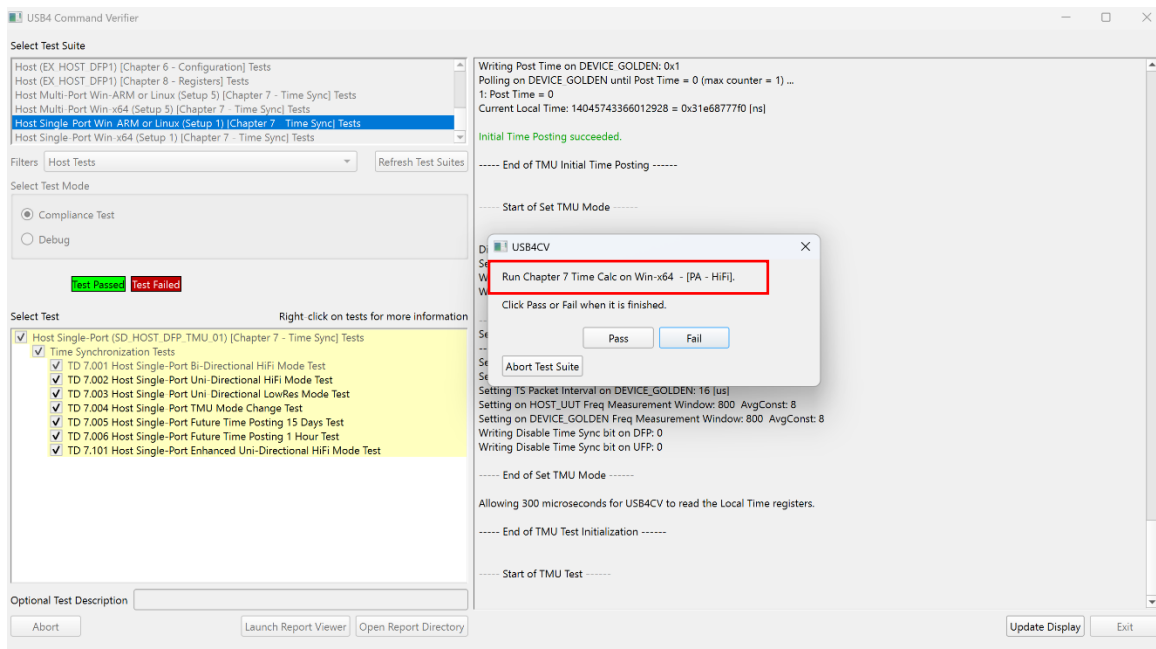 USB4 Command Verifier
Select Test Suite
Host (EX_HOST_DFP1) [Chapter 6 - Configuration] Tests
Host (EX_HOST_DFP1) [Chapter 8 - Registers] Tests
Host Multi-Port Win-ARM or Linux (Setup 5) [Chapter 7 - Time Sync] Tests
Host Multi-Port Win-x64 (Setup 5) [Chapter 7 - Time Sync] Tests
Host Single-Port Win-ARM or Linux (Setup 1) [Chapter 7 - Time Sync] Tests
Host Single-Port Win-x64 (Setup 1) [Chapter 7 - Time Sync] Tests
Filters
Host Tests
Refresh Test Suites
Select Test Mode
Compliance Test
Debug
Test Passed
Test Failed
Select Test
Right-click on tests for more information
Host Single-Port (SD_HOST_DFP_TMU_01) [Chapter 7 - Time Sync] Tests
Time Synchronization Tests
TD 7.001 Host Single-Port Bi-Directional HiFi Mode Test
TD 7.002 Host Single-Port Uni-Directional HiFi Mode Test
TD 7.003 Host Single-Port Uni-Directional LowRes Mode Test
TD 7.004 Host Single-Port TMU Mode Change Test
TD 7.005 Host Single-Port Future Time Posting 15 Days Test
TD 7.006 Host Single-Port Future Time Posting 1 Hour Test
TD 7.101 Host Single-Port Enhanced Uni-Directional HiFi Mode Test
Optional Test Description
Abort
Launch Report Viewer
Open Report Directory
Writing Post Time on DEVICE_GOLDEN: 0x1
Polling on DEVICE_GOLDEN until Post Time = 0 (max counter = 1) ...
1: Post Time = 0
Current Local Time: 14045743366012928 = 0x31e68777f0 [ns]
Initial Time Posting succeeded.
----- End of TMU Initial Time Posting ------
----- Start of Set TMU Mode ------
USB4CV
Run Chapter 7 Time Calc on Win-x64 - [PA - HiFi].
Click Pass or Fail when it is finished.
Pass
Fail
Abort Test Suite
Setting TS Packet Interval on DEVICE_GOLDEN: 16 [us]
Setting on HOST_UUT Freq Measurement Window: 800 AvgConst: 8
Setting on DEVICE_GOLDEN Freq Measurement Window: 800 AvgConst: 8
Writing Disable Time Sync bit on DFP: 0
Writing Disable Time Sync bit on UFP: 0
----- End of Set TMU Mode ------
Allowing 300 microseconds for USB4CV to read the Local Time registers.
----- End of TMU Test Initialization ------
----- Start of TMU Test ------
Update Display
Exit